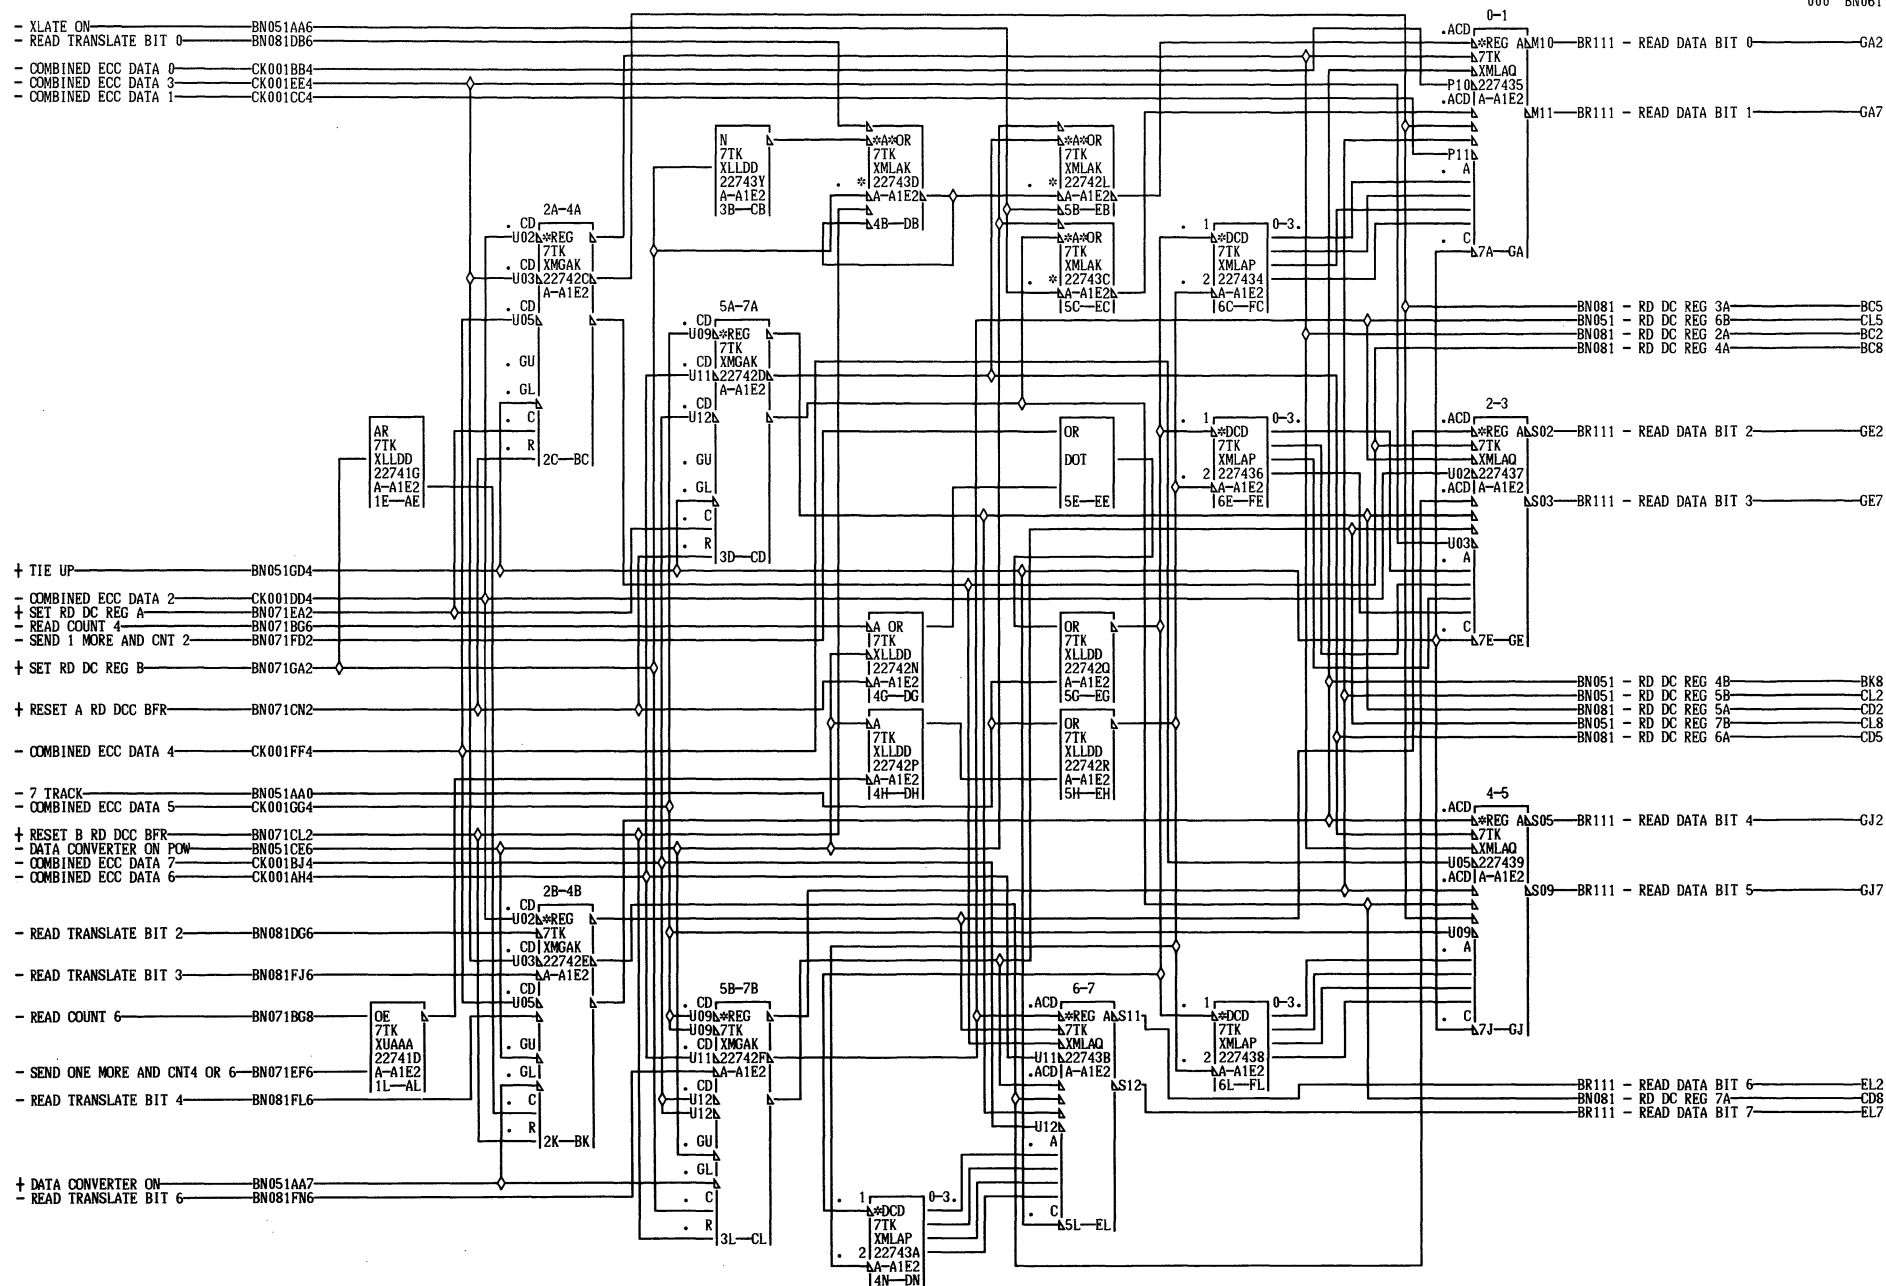 000 BN061
- XLATE ON BN051AA6
- READ TRANSLATE BIT 0 BN081DB6
- COMBINED ECC DATA 0 CK001BB4
- COMBINED ECC DATA 3 CK001EE4
- COMBINED ECC DATA 1 CK001CC4
+ TIE UP BN051GD4
- COMBINED ECC DATA 2 CK001DD4
+ SET RD DC REG A BN071EA2
- READ COUNT 4 BN071BG6
- SEND 1 MORE AND CNT 2 BN071FD2
+ SET RD DC REG B BN071GA2
+ RESET A RD DCC BFR BN071CN2
- COMBINED ECC DATA 4 CK001FF4
- 7 TRACK BN051AA0
- COMBINED ECC DATA 5 CK001GG4
+ RESET B RD DCC BFR BN071CL2
- DATA CONVERTER ON POW BN051CE6
- COMBINED ECC DATA 7 CK001BJ4
- COMBINED ECC DATA 6 CK001AH4
- READ TRANSLATE BIT 2 BN081DG6
- READ TRANSLATE BIT 3 BN081FJ6
- READ COUNT 6 BN071BG8
- SEND ONE MORE AND CNT4 OR 6 BN071EF6
- READ TRANSLATE BIT 4 BN081FL6
+ DATA CONVERTER ON BN051AA7
- READ TRANSLATE BIT 6 BN081FN6
AR
7TK
XLLDD
22741G
A-A1E2
1E AE
OE
7TK
XUAAA
22741D
A-A1E2
1L AL
2A-4A
. CD
U02 *REG
7TK
. CD XMGAK
U03 22742C
A-A1E2
. CD
U05
. GU
. GL
. C
. R
2C BC
2B-4B
. CD
U02 *REG
7TK
. CD XMGAK
U03 22742E
A-A1E2
. CD
U05
. GU
. GL
. C
. R
2K BK
N
7TK
XLLDD
22743Y
A-A1E2
3B CB
5A-7A
. CD
U09 *REG
7TK
. CD XMGAK
U11 22742D
A-A1E2
. CD
U12
. GU
. GL
. C
. R
3D CD
5B-7B
. CD
U09 *REG
U09 7TK
. CD XMGAK
U11 22742F
A-A1E2
. CD
U12
U12
. GU
. GL
. C
. R
3L CL
*A*OR
7TK
XMLAK
. * 22743D
A-A1E2
4B DB
A OR
7TK
XLLDD
22742N
A-A1E2
4G DG
A
7TK
XLLDD
22742P
A-A1E2
4H DH
. 1 0-3.
*DCD
7TK
XMLAP
. 2 22743A
A-A1E2
4N DN
*A*OR
7TK
XMLAK
. * 22742L
A-A1E2
5B EB
*A*OR
7TK
XMLAK
* 22743C
A-A1E2
5C EC
OR
DOT
5E EE
OR
7TK
XLLDD
22742Q
A-A1E2
5G EG
OR
7TK
XLLDD
22742R
A-A1E2
5H EH
6-7
.ACD
*REG A S11
7TK
XMLAQ
U11 22743B
.ACD A-A1E2
S12
U12
. A
. C
5L EL
. 1 0-3.
*DCD
7TK
XMLAP
. 2 227434
A-A1E2
6C FC
. 1 0-3.
*DCD
7TK
XMLAP
. 2 227436
A-A1E2
6E FE
. 1 0-3.
*DCD
7TK
XMLAP
. 2 227438
A-A1E2
6L FL
0-1
.ACD
*REG A M10 BR111 - READ DATA BIT 0 GA2
7TK
XMLAQ
P10 227435
.ACD A-A1E2
M11 BR111 - READ DATA BIT 1 GA7
P11
. A
. C
7A GA
BN081 - RD DC REG 3A BC5
BN051 - RD DC REG 6B CL5
BN081 - RD DC REG 2A BC2
BN081 - RD DC REG 4A BC8
2-3
.ACD
*REG A S02 BR111 - READ DATA BIT 2 GE2
7TK
XMLAQ
U02 227437
.ACD A-A1E2
S03 BR111 - READ DATA BIT 3 GE7
U03
. A
. C
7E GE
BN051 - RD DC REG 4B BK8
BN051 - RD DC REG 5B CL2
BN081 - RD DC REG 5A CD2
BN051 - RD DC REG 7B CL8
BN081 - RD DC REG 6A CD5
4-5
.ACD
*REG A S05 BR111 - READ DATA BIT 4 GJ2
7TK
XMLAQ
U05 227439
.ACD A-A1E2
S09 BR111 - READ DATA BIT 5 GJ7
U09
. A
. C
7J GJ
BR111 - READ DATA BIT 6 EL2
BN081 - RD DC REG 7A CD8
BR111 - READ DATA BIT 7 EL7